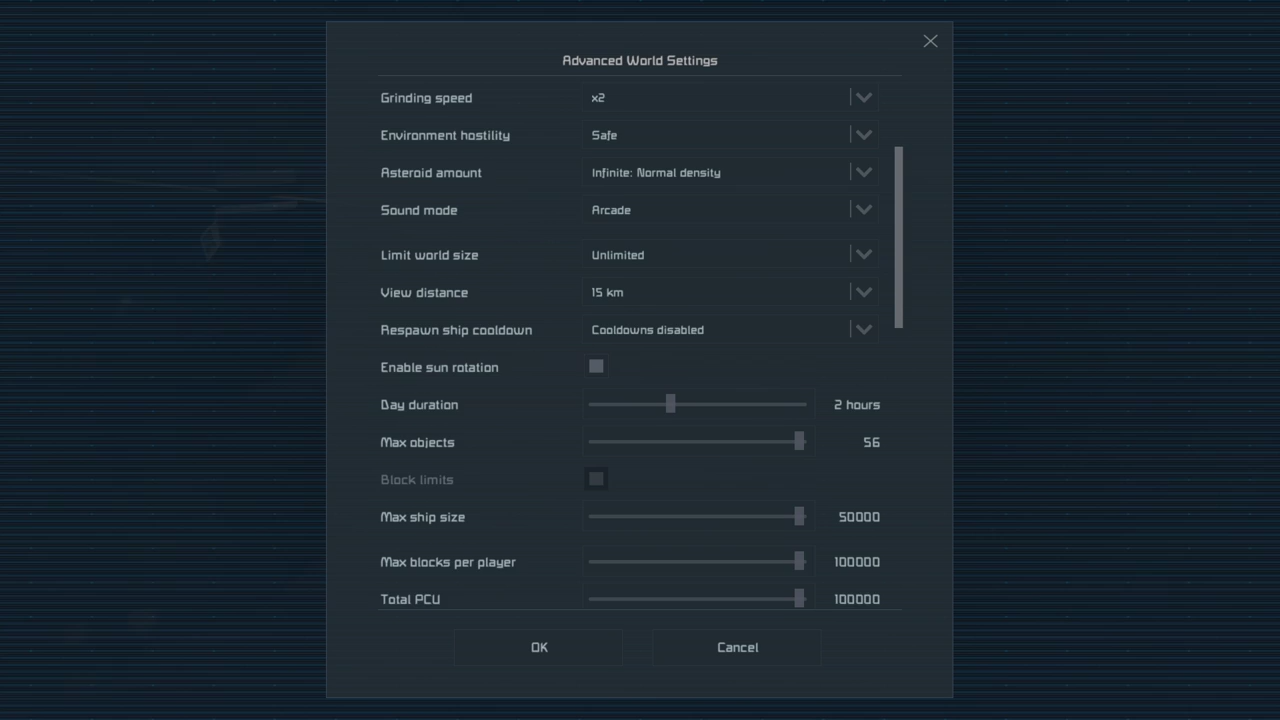 Advanced World Settings
Grinding speed x2
Environment hostility Safe
Asteroid amount Infinite: Normal density
Sound mode Arcade
Limit world size Unlimited
View distance 15 km
Respawn ship cooldown Cooldowns disabled
Enable sun rotation
Day duration 2 hours
Max objects 56
Block limits
Max ship size 50000
Max blocks per player 100000
Total PCU 100000
OK Cancel